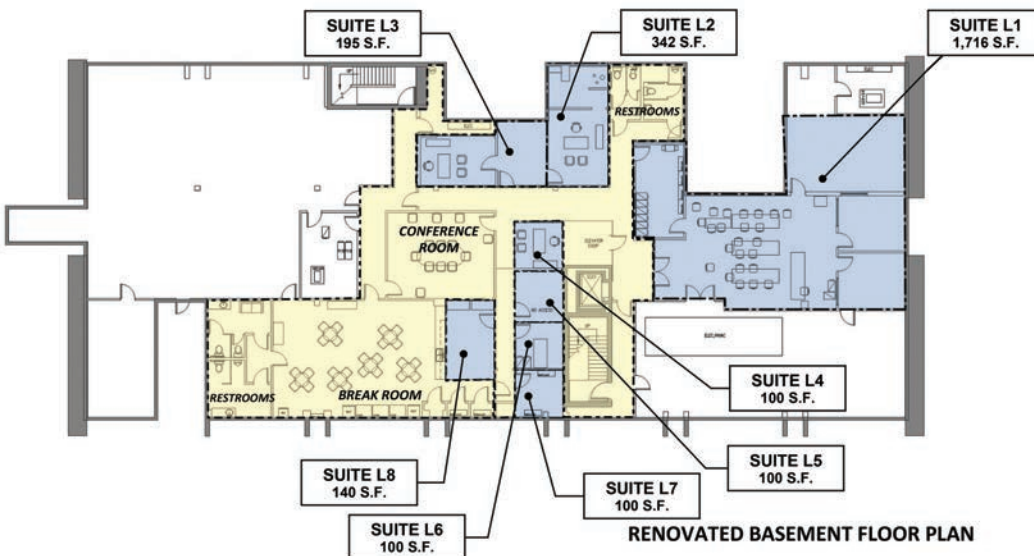 SUITE L3
195 S.F.
SUITE L2
342 S.F.
SUITE L1
1,716 S.F.
RESTROOMS
CONFERENCE
ROOM
RESTROOMS
BREAK ROOM
SUITE L4
100 S.F.
SUITE L5
100 S.F.
SUITE L8
140 S.F.
SUITE L7
100 S.F.
SUITE L6
100 S.F.
RENOVATED BASEMENT FLOOR PLAN